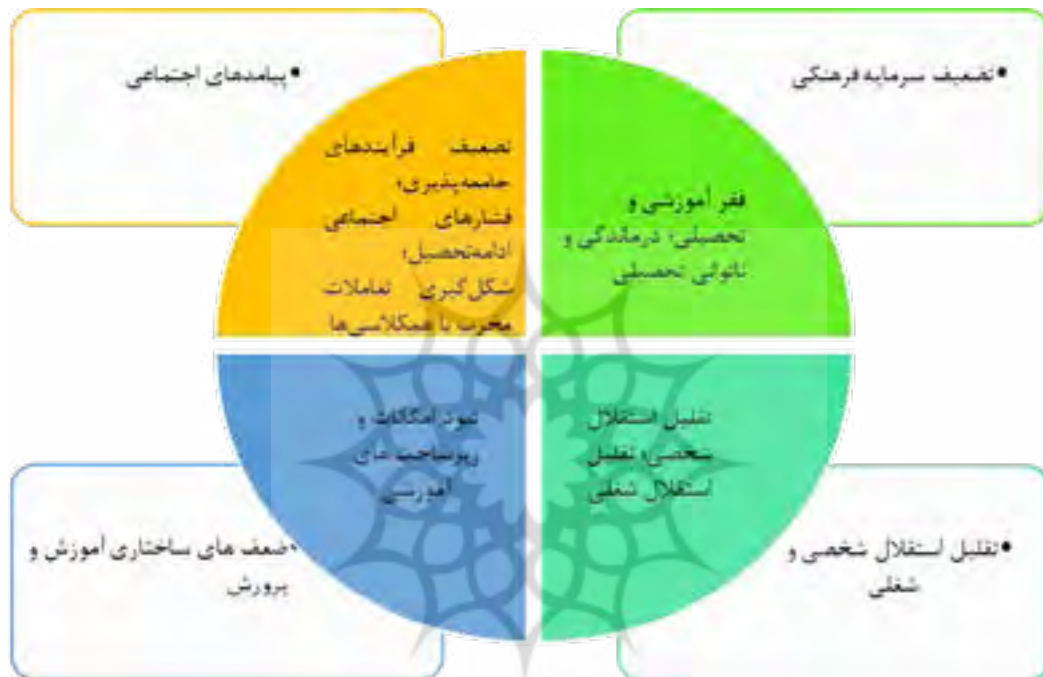 •تضعیف سرمایه فرهنگی
فقر آموزشی و
تحصیلی؛ درماندگی و
ناتوانی تحصیلی
•پیامدهای اجتماعی
تضعیف فرآیندهای
جامعه‌پذیری؛
فشارهای اجتماعی
ادامه‌تحصیل؛
شکل‌گیری تعاملات
مخرب با همکلاسی‌ها
تقلیل استقلال
شخصی؛ تقلیل
استقلال شغلی
•تقلیل استقلال شخصی و
شغلی
نبود امکانات و
زیرساخت های
آموزشی
•ضعف های ساختاری آموزش و
پرورش